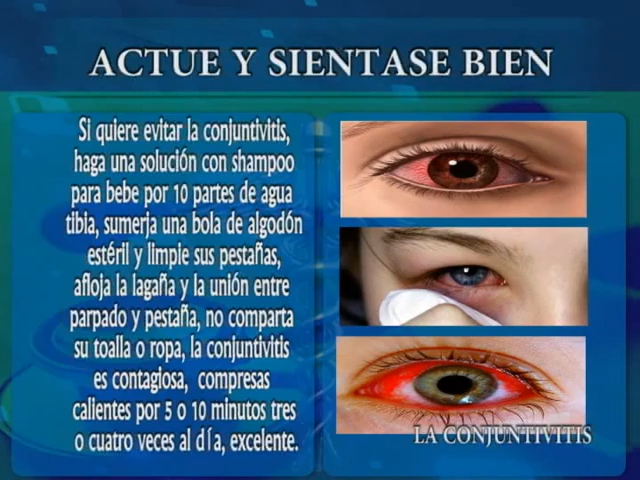 ACTUE Y SIENTASE BIEN
Si quiere evitar la conjuntivitis,
haga una solución con shampoo
para bebe por 10 partes de agua
tibia, sumerja una bola de algodón
estéril y limpie sus pestañas,
afloja la lagaña y la unión entre
parpado y pestaña, no comparta
su toalla o ropa, la conjuntivitis
es contagiosa, compresas
calientes por 5 o 10 minutos tres
o cuatro veces al día, excelente.
LA CONJUNTIVITIS